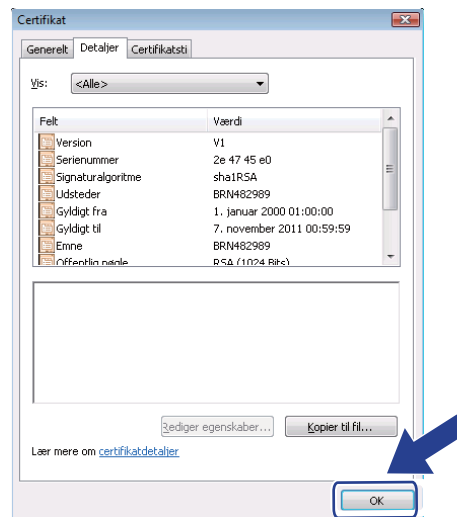 Certifikat
Generelt Detaljer Certifikatsti
Vis: <Alle>
Felt Værdi
Version V1
Serienummer 2e 47 45 e0
Signaturalgoritme sha1RSA
Udsteder BRN482989
Gyldigt fra 1. januar 2000 01:00:00
Gyldigt til 7. november 2011 00:59:59
Emne BRN482989
Offentlig nøgle RSA (1024 Bits)
Rediger egenskaber... Kopier til fil...
Lær mere om certifikatdetaljer
OK